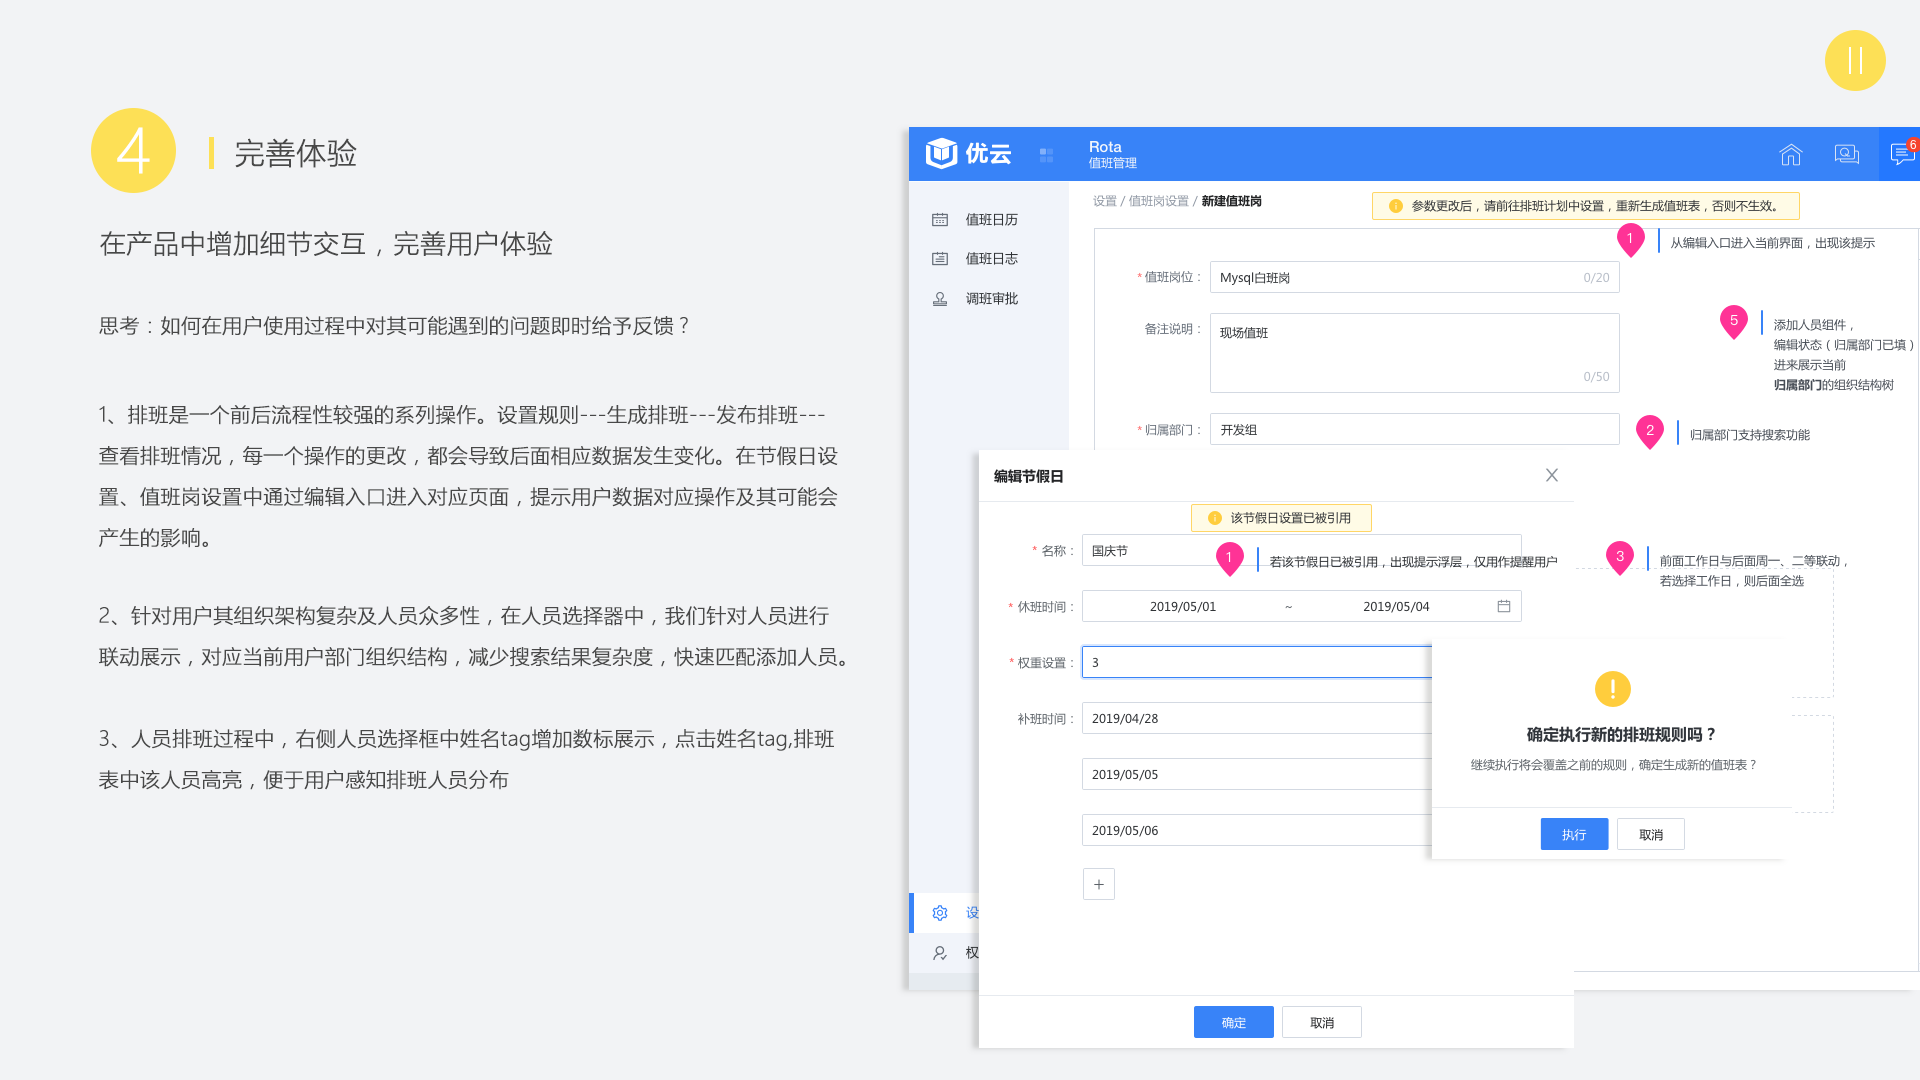 4
完善体验
在产品中增加细节交互，完善用户体验
思考：如何在用户使用过程中对其可能遇到的问题即时给予反馈？
1、排班是一个前后流程性较强的系列操作。设置规则---生成排班---发布排班---
查看排班情况，每一个操作的更改，都会导致后面相应数据发生变化。在节假日设
置、值班岗设置中通过编辑入口进入对应页面，提示用户数据对应操作及其可能会
产生的影响。
2、针对用户其组织架构复杂及人员众多性，在人员选择器中，我们针对人员进行
联动展示，对应当前用户部门组织结构，减少搜索结果复杂度，快速匹配添加人员。
3、人员排班过程中，右侧人员选择框中姓名tag增加数标展示，点击姓名tag,排班
表中该人员高亮，便于用户感知排班人员分布
优云
Rota
值班管理
6
值班日历
值班日志
调班审批
设
权
设置 / 值班岗设置 / 新建值班岗
参数更改后，请前往排班计划中设置，重新生成值班表，否则不生效。
1
从编辑入口进入当前界面，出现该提示
* 值班岗位：
Mysql白班岗
0/20
备注说明：
现场值班
0/50
5
添加人员组件，
编辑状态（归属部门已填）
进来展示当前
归属部门的组织结构树
* 归属部门：
开发组
2
归属部门支持搜索功能
编辑节假日
该节假日设置已被引用
* 名称：
国庆节
1
若该节假日已被引用，出现提示浮层，仅用作提醒用户
3
前面工作日与后面周一、二等联动，
若选择工作日，则后面全选
* 休班时间：
2019/05/01
~
2019/05/04
* 权重设置：
3
补班时间：
2019/04/28
2019/05/05
2019/05/06
+
确定
取消
确定执行新的排班规则吗？
继续执行将会覆盖之前的规则，确定生成新的值班表？
执行
取消